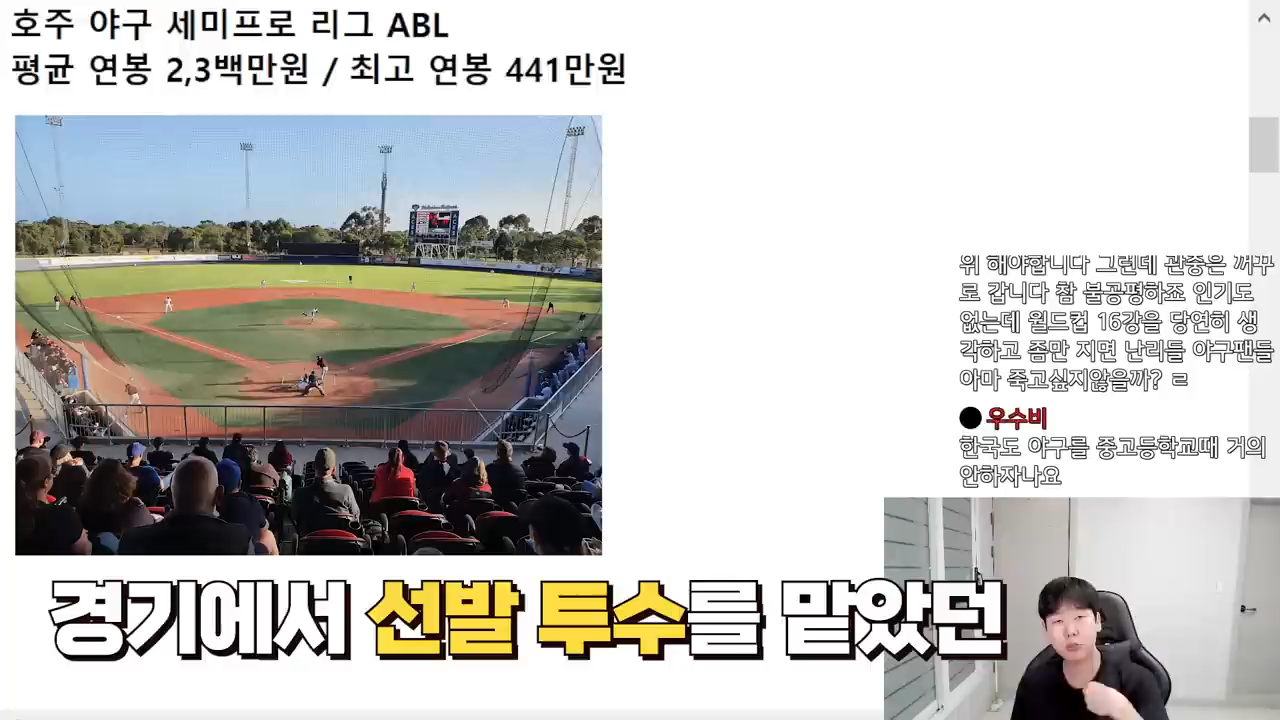 호주 야구 세미프로 리그 ABL
평균 연봉 2,3백만원 / 최고 연봉 441만원
위 해야합니다 그런데 관중은 꺼꾸
로 갑니다 참 불공평하죠 인기도
없는데 월드컵 16강을 당연히 생
각하고 좀만 지면 난리들 야구팬들
아마 죽고싶지않을까? ㄹ
우수비
한국도 야구를 중고등학교때 거의
안하자나요
경기에서 선발 투수를 맡았던